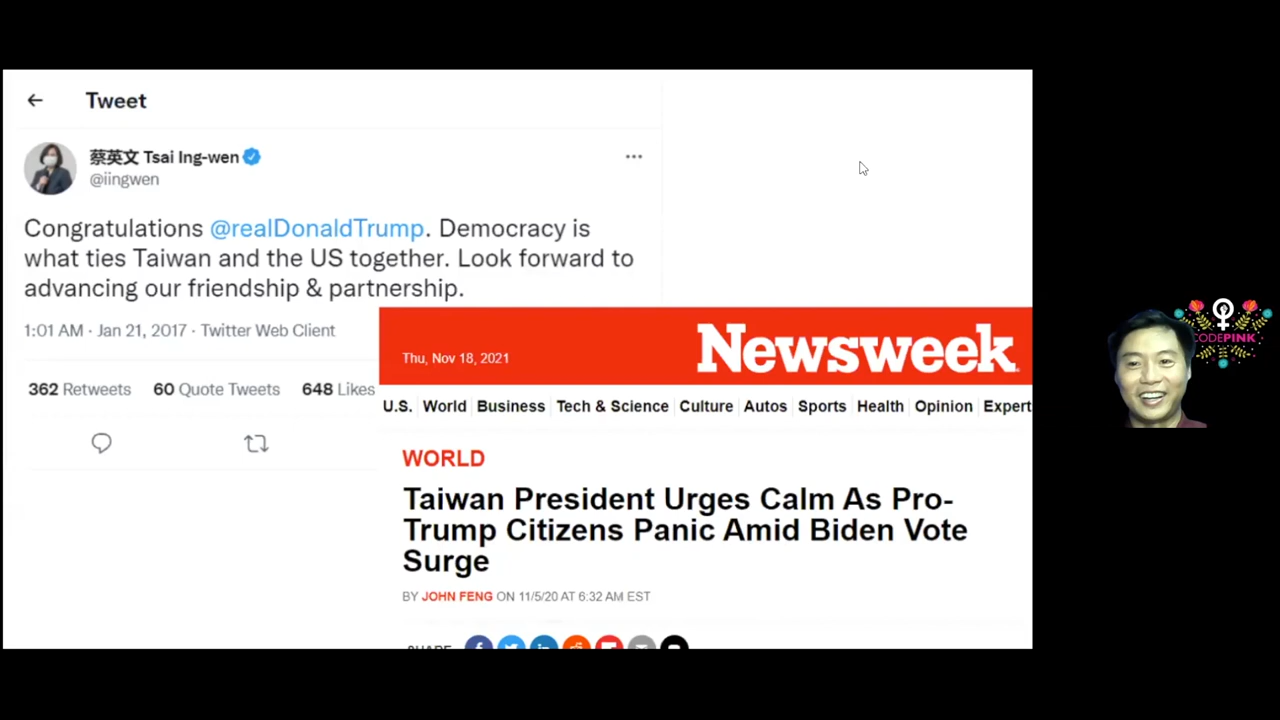 Tweet
蔡英文 Tsai Ing-wen
@iingwen
Congratulations @realDonaldTrump. Democracy is
what ties Taiwan and the US together. Look forward to
advancing our friendship & partnership.
1:01 AM · Jan 21, 2017 · Twitter Web Client
362 Retweets 60 Quote Tweets 648 Likes
Thu, Nov 18, 2021
Newsweek
U.S. World Business Tech & Science Culture Autos Sports Health Opinion Expert
WORLD
Taiwan President Urges Calm As Pro-
Trump Citizens Panic Amid Biden Vote
Surge
BY JOHN FENG ON 11/5/20 AT 6:32 AM EST
SHARE
CODEPINK